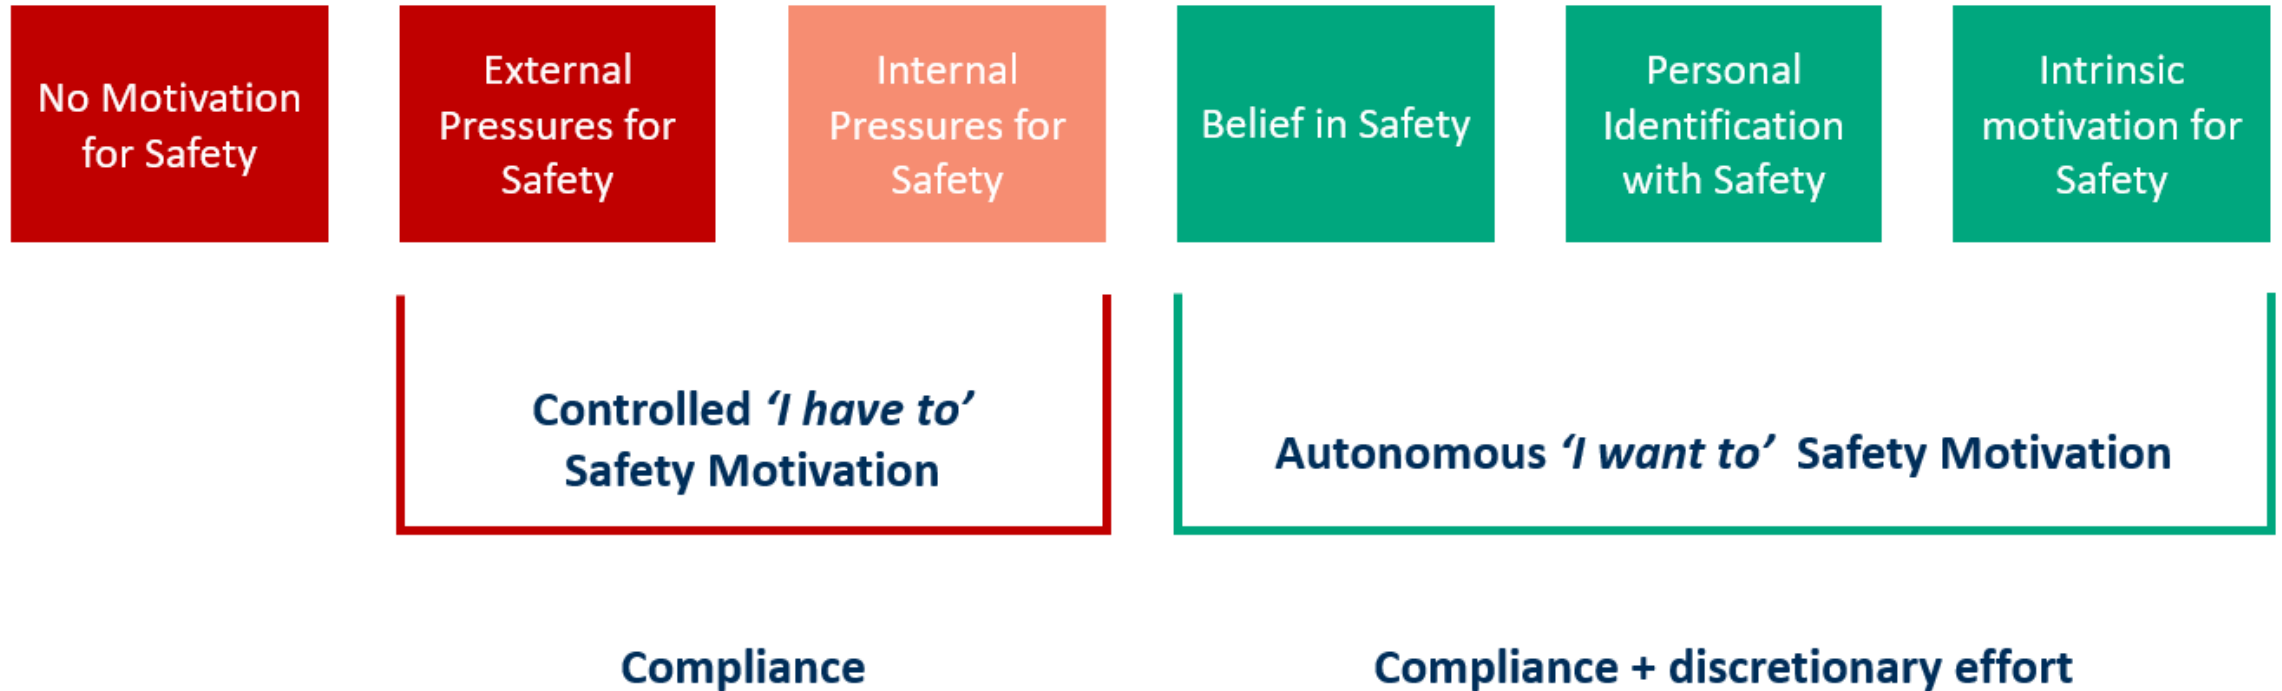 No Motivation
for Safety
External
Pressures for
Safety
Internal
Pressures for
Safety
Belief in Safety
Personal
Identification
with Safety
Intrinsic
motivation for
Safety
Controlled ‘I have to’
Safety Motivation
Autonomous ‘I want to’ Safety Motivation
Compliance
Compliance + discretionary effort